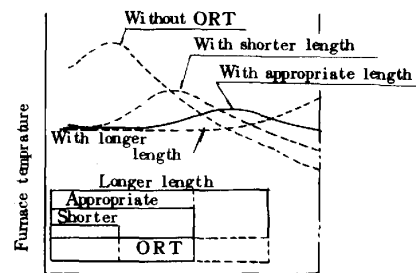 Without ORT
With shorter length
With appropriate length
With longer
length
Furnace temprature
Longer length
Appropriate
Shorter
ORT